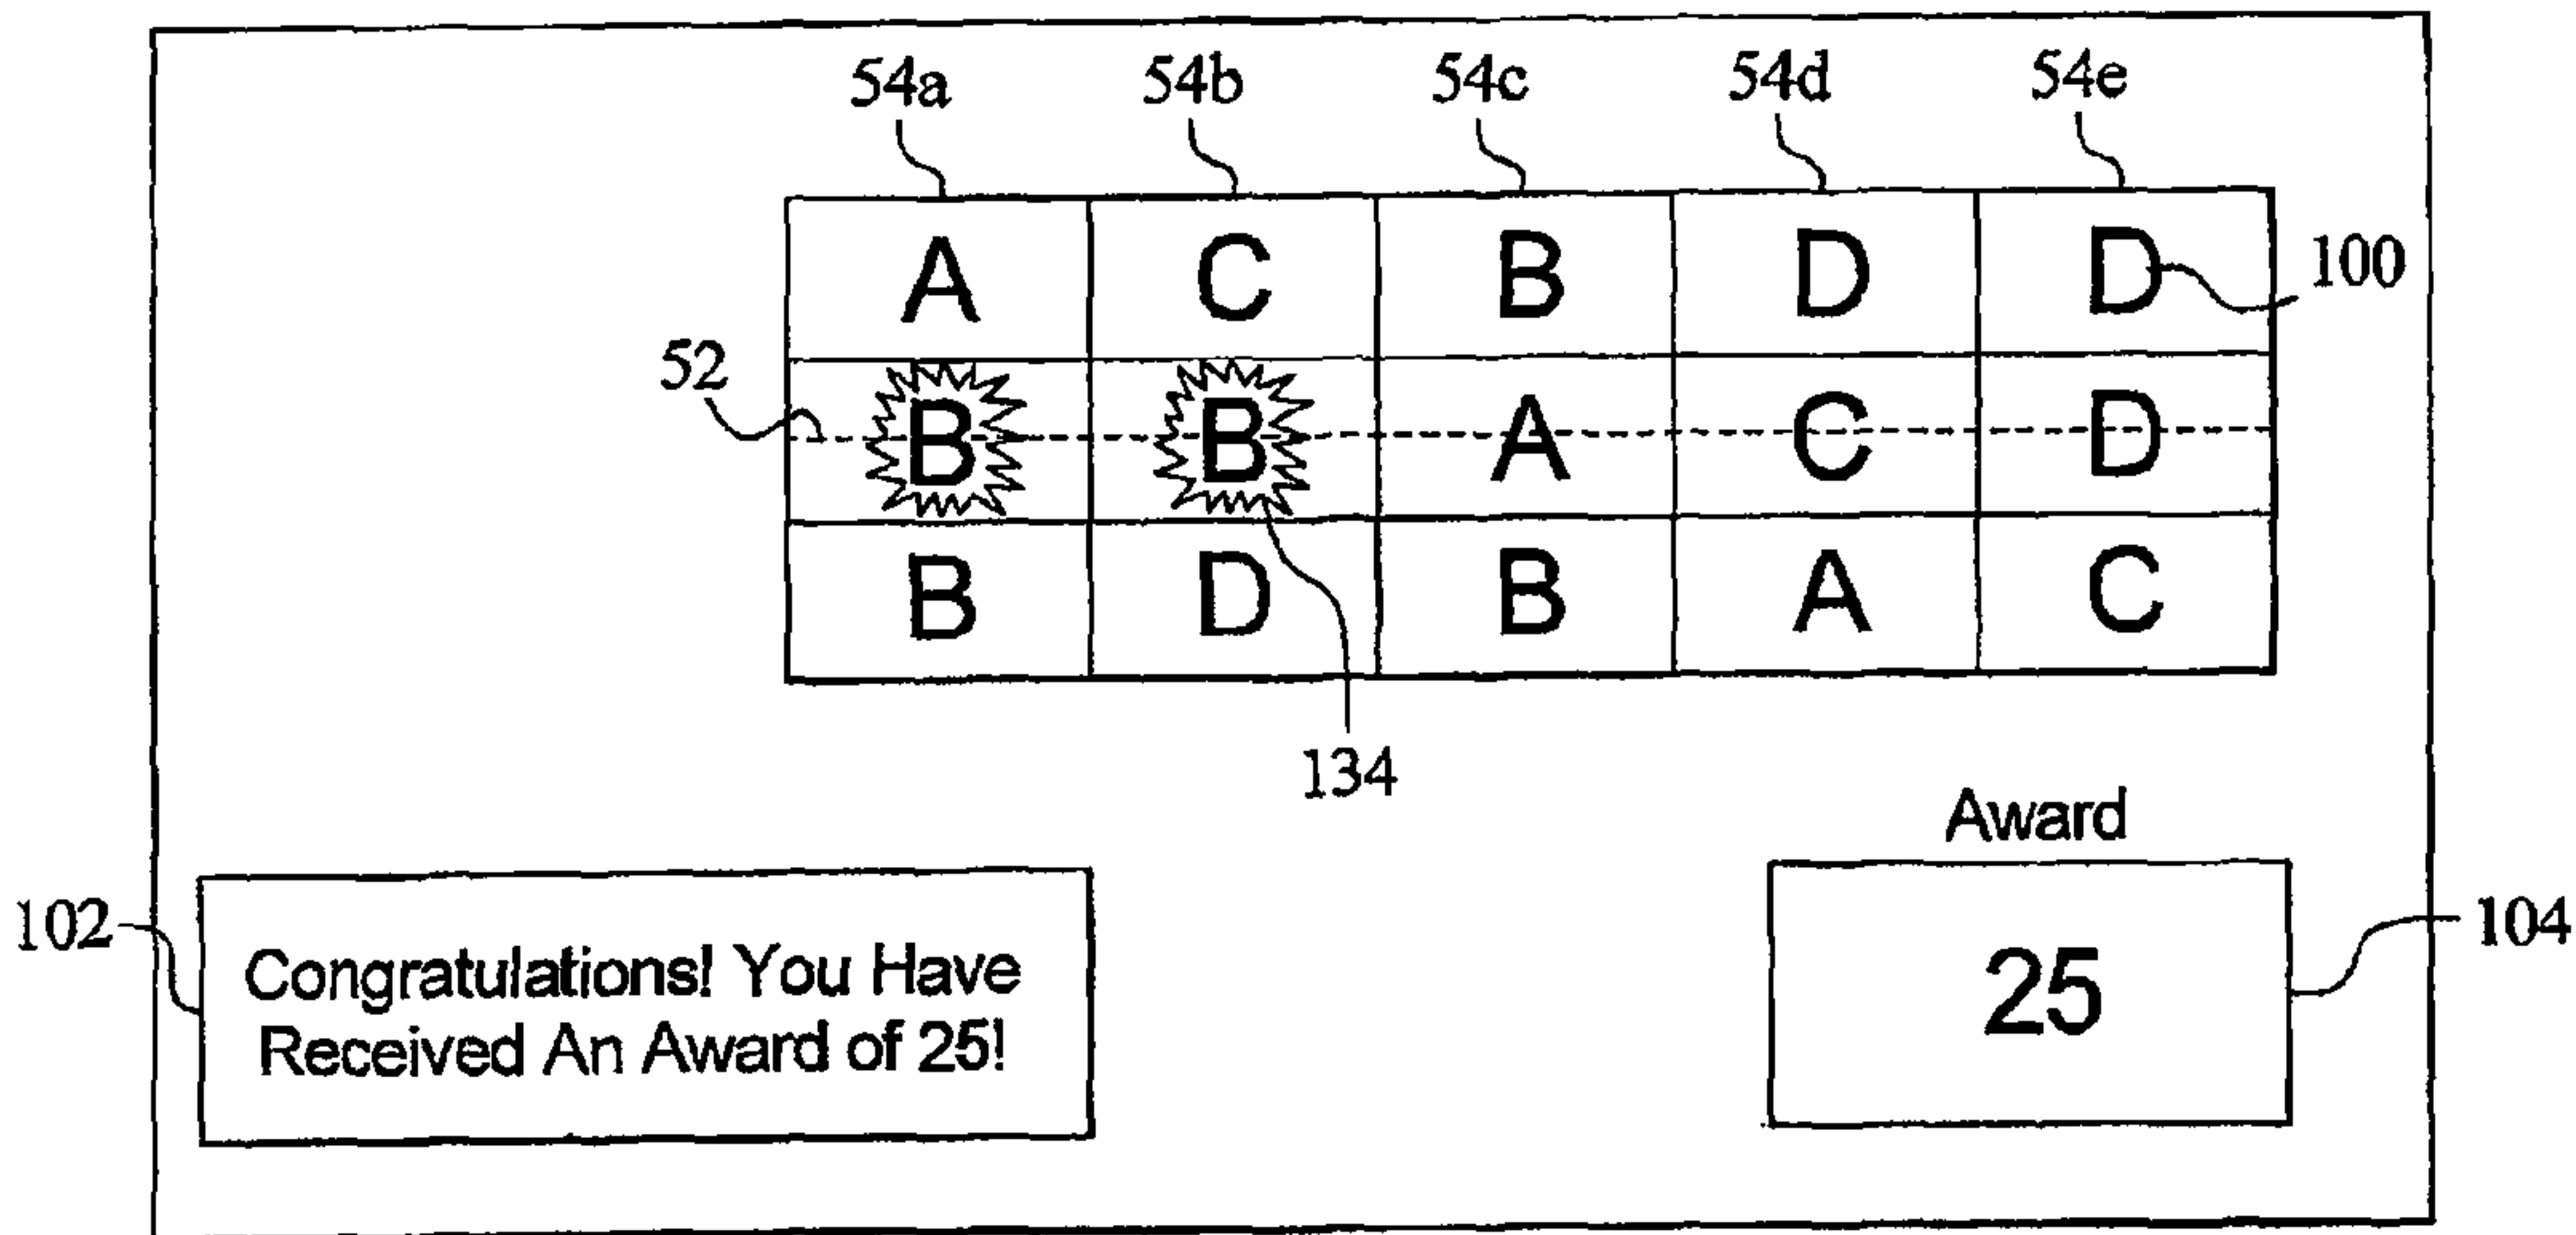 54a 54b 54c 54d 54e
A C B D D 100
52 B B A C D
B D B A C
134
Award
102 Congratulations! You Have
Received An Award of 25!
25 104